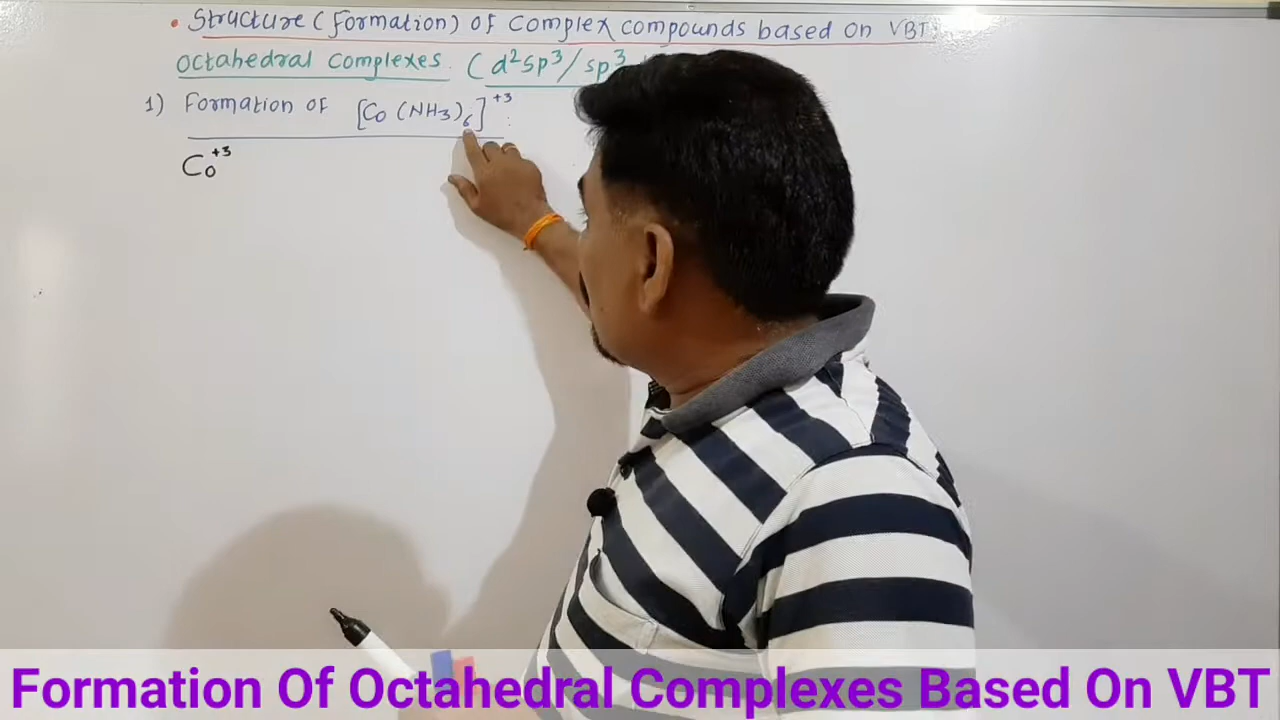 • Structure (formation) of Complex compounds based on VBT:
Octahedral Complexes. (d²sp³/sp³
1) Formation of [Co(NH3)6]+3 :
Co+3
Formation Of Octahedral Complexes Based On VBT